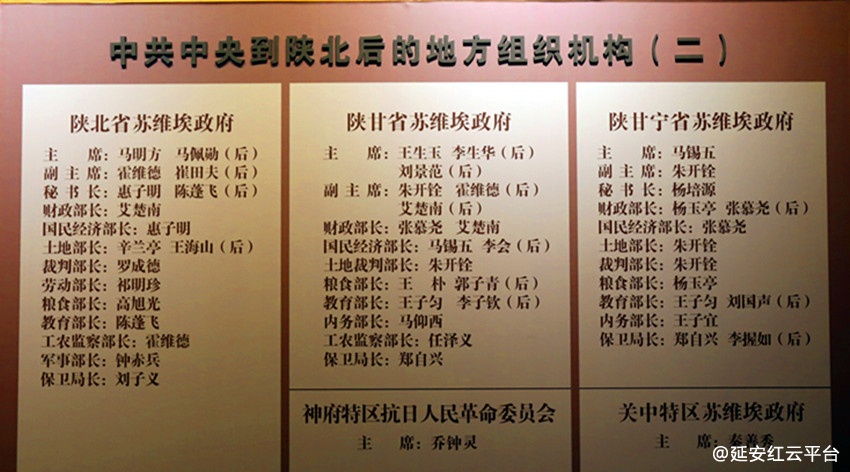 中共中央到陕北后的地方组织机构（二）
陕北省苏维埃政府
主 席：马明方 马佩勋（后）
副 主 席：霍维德 崔田夫（后）
秘 书 长：惠子明 陈蓬飞（后）
财政部长：艾楚南
国民经济部长：惠子明
土地部长：辛兰亭 王海山（后）
裁判部长：罗成德
劳动部长：祁明珍
粮食部长：高旭光
教育部长：陈蓬飞
工农监察部长：霍维德
军事部长：钟赤兵
保卫局长：刘子义
陕甘省苏维埃政府
主 席：王生玉 李生华（后）
刘景范（后）
副 主 席：朱开铨 霍维德（后）
艾楚南（后）
财政部长：张慕尧 艾楚南
国民经济部长：马锡五 李会（后）
土地裁判部长：朱开铨
粮食部长：王 朴 郭子青（后）
教育部长：王子匀 李子钦（后）
内务部长：马仰西
工农监察部长：任泽义
保卫局长：郑自兴
神府特区抗日人民革命委员会
主 席：乔钟灵
陕甘宁省苏维埃政府
主 席：马锡五
副 主 席：朱开铨
秘 书 长：杨培源
财政部长：杨玉亭 张慕尧（后）
国民经济部长：张慕尧
土地部长：朱开铨
裁判部长：朱开铨
粮食部长：杨玉亭
教育部长：王子匀 刘国声（后）
内务部长：王子宜
保卫局长：郑自兴 李握如（后）
关中特区苏维埃政府
主 席：秦善秀
@延安红云平台